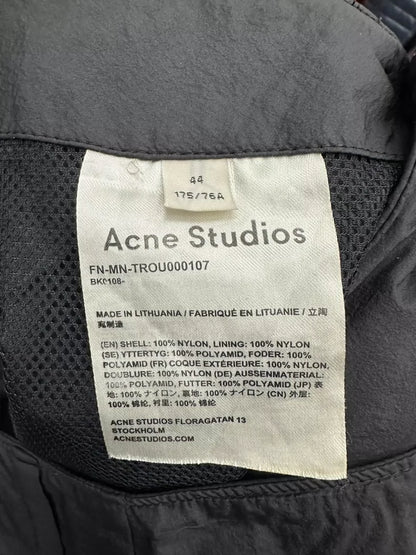 44
175/76A
Acne Studios
FN-MN-TROU000107
BK0108-
MADE IN LITHUANIA / FABRIQUÉ EN LITUANIE / 立陶
宛制造
(EN) SHELL: 100% NYLON, LINING: 100% NYLON
(SE) YTTERTYG: 100% POLYAMID, FODER: 100%
POLYAMID (FR) COQUE EXTÉRIEURE: 100% NYLON,
DOUBLURE: 100% NYLON (DE) AUSSENMATERIAL:
100% POLYAMID, FUTTER: 100% POLYAMID (JP) 表
地: 100% ナイロン, 裏地: 100% ナイロン (CN) 外层:
100% 锦纶, 衬里: 100% 锦纶
ACNE STUDIOS FLORAGATAN 13
STOCKHOLM
ACNESTUDIOS.COM